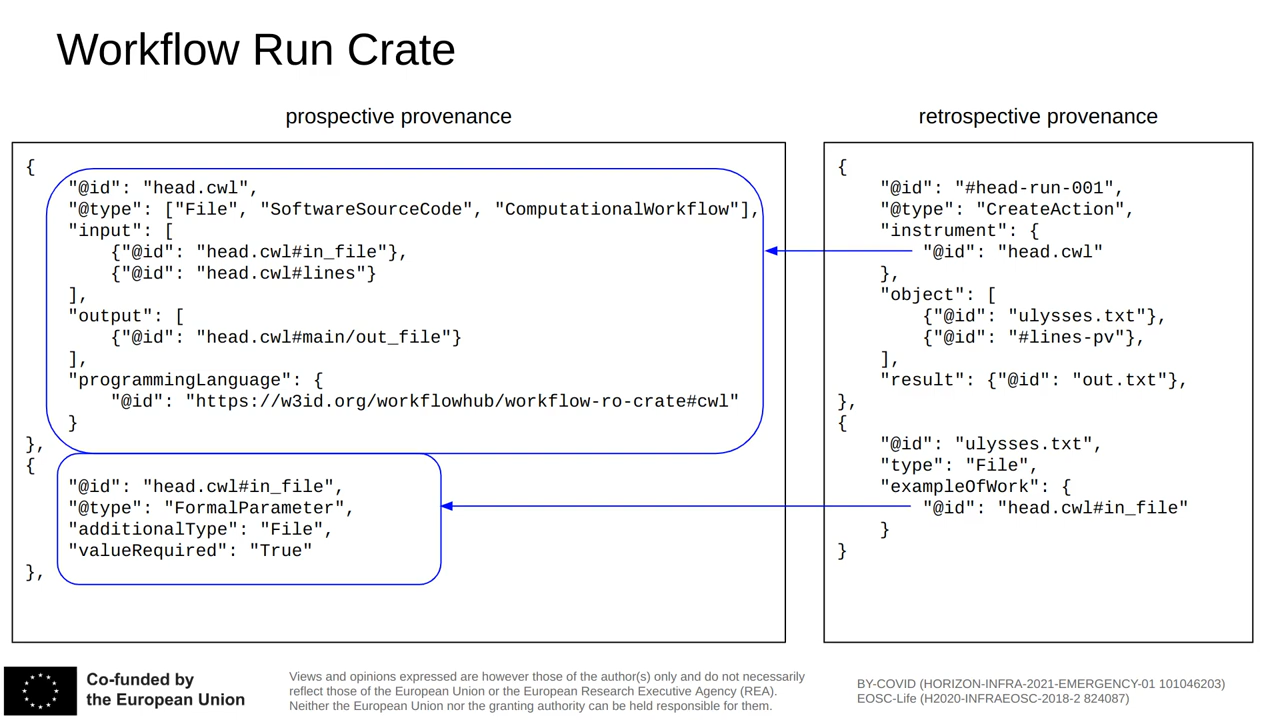 Workflow Run Crate
prospective provenance
{
"@id": "head.cwl",
"@type": ["File", "SoftwareSourceCode", "ComputationalWorkflow"],
"input": [
{"@id": "head.cwl#in_file"},
{"@id": "head.cwl#lines"}
],
"output": [
{"@id": "head.cwl#main/out_file"}
],
"programmingLanguage": {
"@id": "https://w3id.org/workflowhub/workflow-ro-crate#cwl"
}
},
{
"@id": "head.cwl#in_file",
"@type": "FormalParameter",
"additionalType": "File",
"valueRequired": "True"
},
retrospective provenance
{
"@id": "#head-run-001",
"@type": "CreateAction",
"instrument": {
"@id": "head.cwl"
},
"object": [
{"@id": "ulysses.txt"},
{"@id": "#lines-pv"},
],
"result": {"@id": "out.txt"},
},
{
"@id": "ulysses.txt",
"type": "File",
"exampleOfWork": {
"@id": "head.cwl#in_file"
}
}
Co-funded by
the European Union
Views and opinions expressed are however those of the author(s) only and do not necessarily
reflect those of the European Union or the European Research Executive Agency (REA).
Neither the European Union nor the granting authority can be held responsible for them.
BY-COVID (HORIZON-INFRA-2021-EMERGENCY-01 101046203)
EOSC-Life (H2020-INFRAEOSC-2018-2 824087)